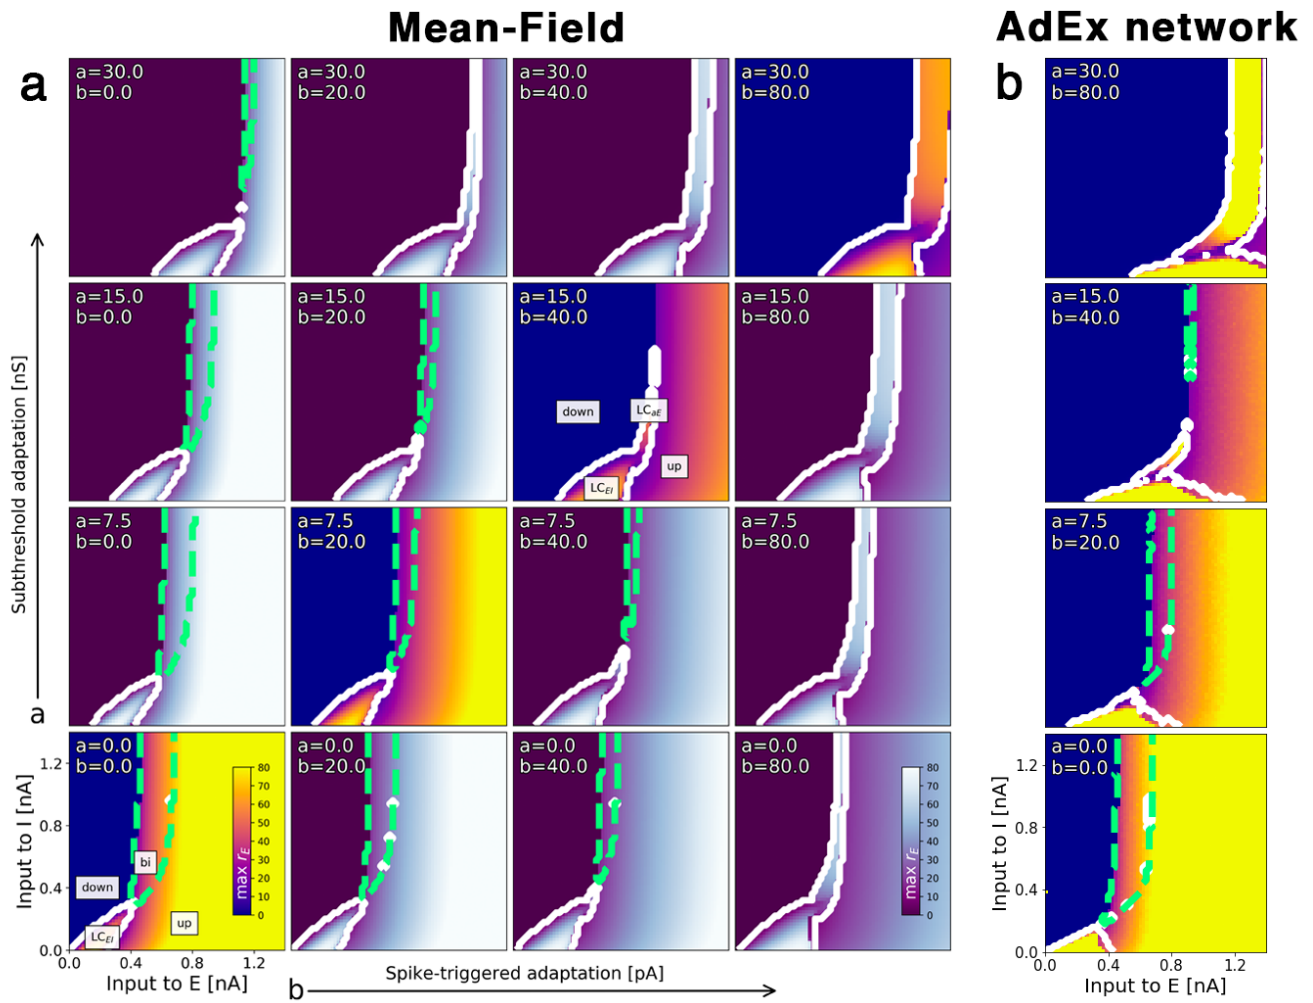 Mean-Field
AdEx network
a
b
a=30.0
b=0.0
a=30.0
b=20.0
a=30.0
b=40.0
a=30.0
b=80.0
a=30.0
b=80.0
a=15.0
b=0.0
a=15.0
b=20.0
a=15.0
b=40.0
down
LCaE
up
LCEI
a=15.0
b=80.0
a=15.0
b=40.0
Subthreshold adaptation [nS]
a
a=7.5
b=0.0
a=7.5
b=20.0
a=7.5
b=40.0
a=7.5
b=80.0
a=7.5
b=20.0
a=0.0
b=0.0
bi
down
up
LCEI
80
70
60
50
40
30
20
10
0
max rE
a=0.0
b=20.0
a=0.0
b=40.0
a=0.0
b=80.0
80
70
60
50
40
30
20
10
0
max rE
a=0.0
b=0.0
Input to I [nA]
1.2
0.8
0.4
0.0
0.0 0.4 0.8 1.2
Input to E [nA]
Input to I [nA]
1.2
0.8
0.4
0.0
0.0 0.4 0.8 1.2
Input to E [nA]
Spike-triggered adaptation [pA]
b